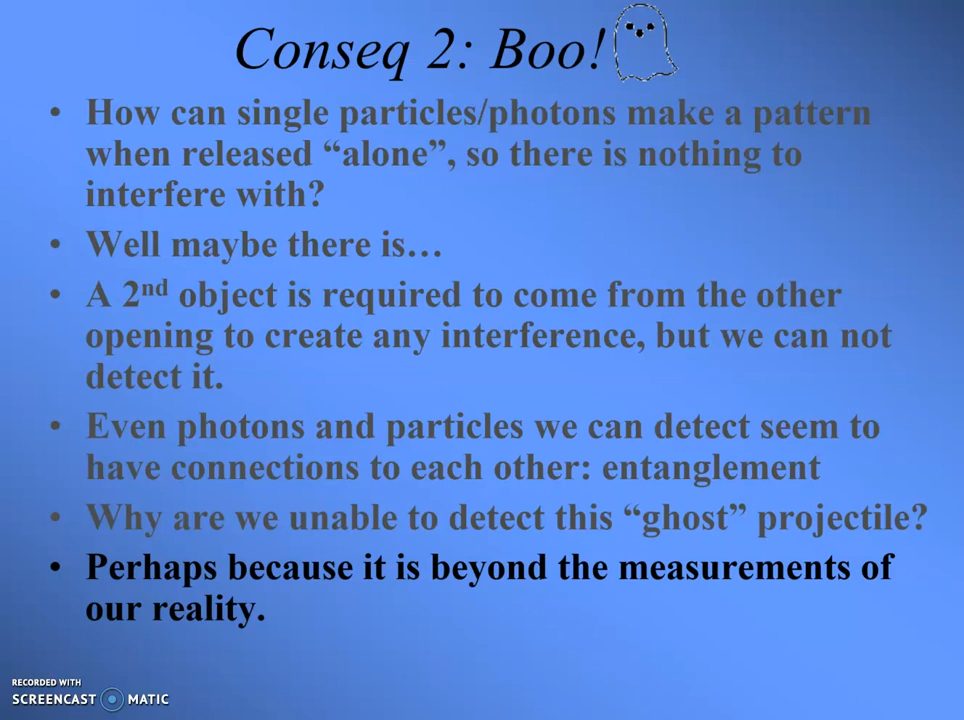 Conseq 2: Boo!
• How can single particles/photons make a pattern
when released “alone”, so there is nothing to
interfere with?
• Well maybe there is…
• A 2nd object is required to come from the other
opening to create any interference, but we can not
detect it.
• Even photons and particles we can detect seem to
have connections to each other: entanglement
• Why are we unable to detect this “ghost” projectile?
• Perhaps because it is beyond the measurements of
our reality.
RECORDED WITH
SCREENCAST MATIC